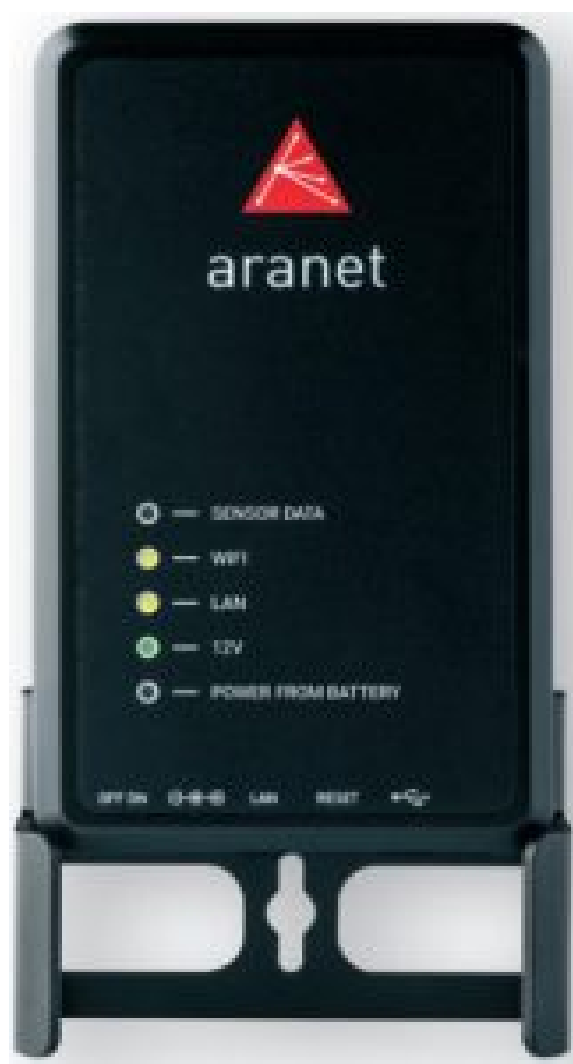 aranet
SENSOR DATA
WIFI
LAN
12V
POWER FROM BATTERY
OFF ON LAN RESET